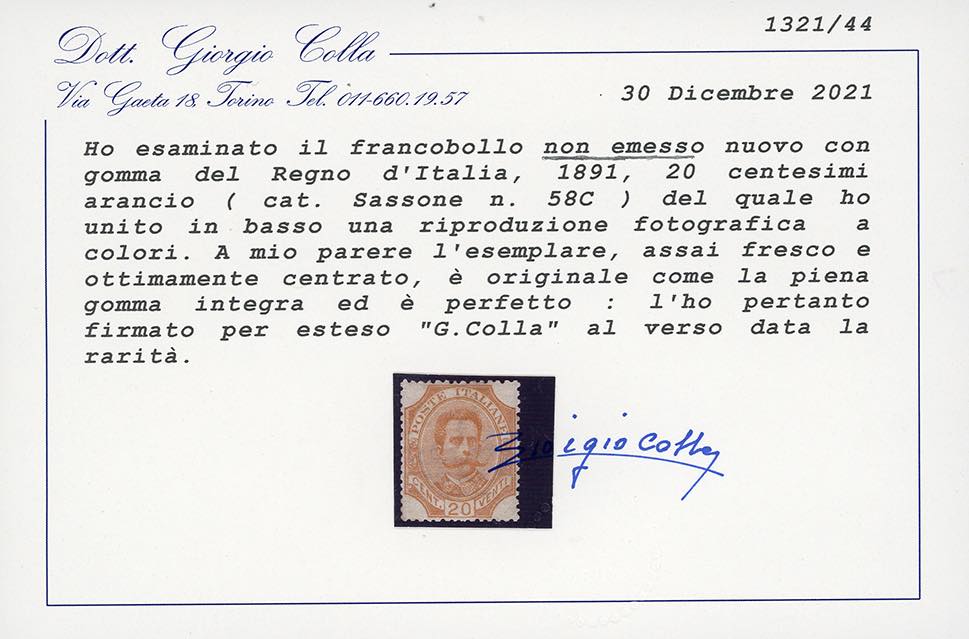 1321/44
Dott. Giorgio Colla
Via Gaeta 18 Torino Tel. 011-660.19.57
30 Dicembre 2021
Ho esaminato il francobollo non emesso nuovo con
gomma del Regno d'Italia, 1891, 20 centesimi
arancio ( cat. Sassone n. 58C ) del quale ho
unito in basso una riproduzione fotografica a
colori. A mio parere l'esemplare, assai fresco e
ottimamente centrato, è originale come la piena
gomma integra ed è perfetto : l'ho pertanto
firmato per esteso "G.Colla" al verso data la
rarità.
POSTE ITALIANE
CENT. 20 VENTI
Giorgio Colla